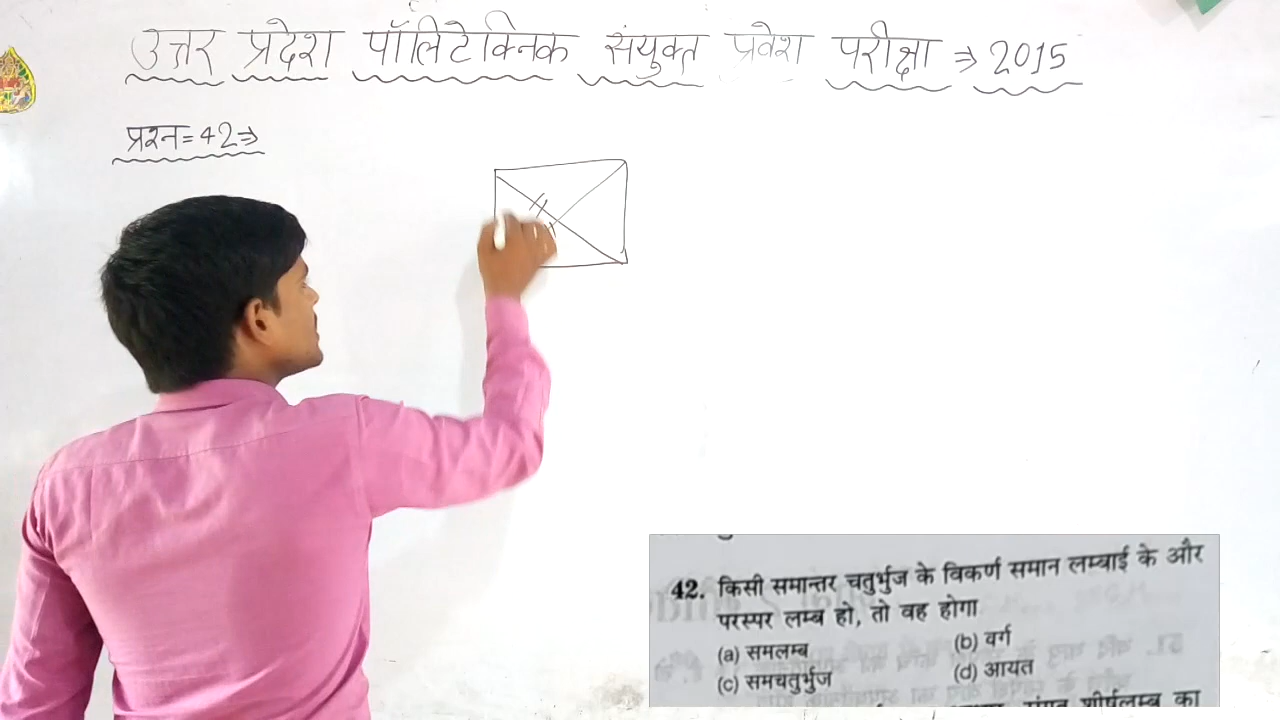 उत्तर प्रदेश पॉलिटेक्निक संयुक्त प्रवेश परीक्षा ⇒ 2015
प्रश्न=42⇒
42. किसी समान्तर चतुर्भुज के विकर्ण समान लम्बाई के और
परस्पर लम्ब हो, तो वह होगा
(a) समलम्ब (b) वर्ग
(c) समचतुर्भुज (d) आयत
शीर्षलम्ब का